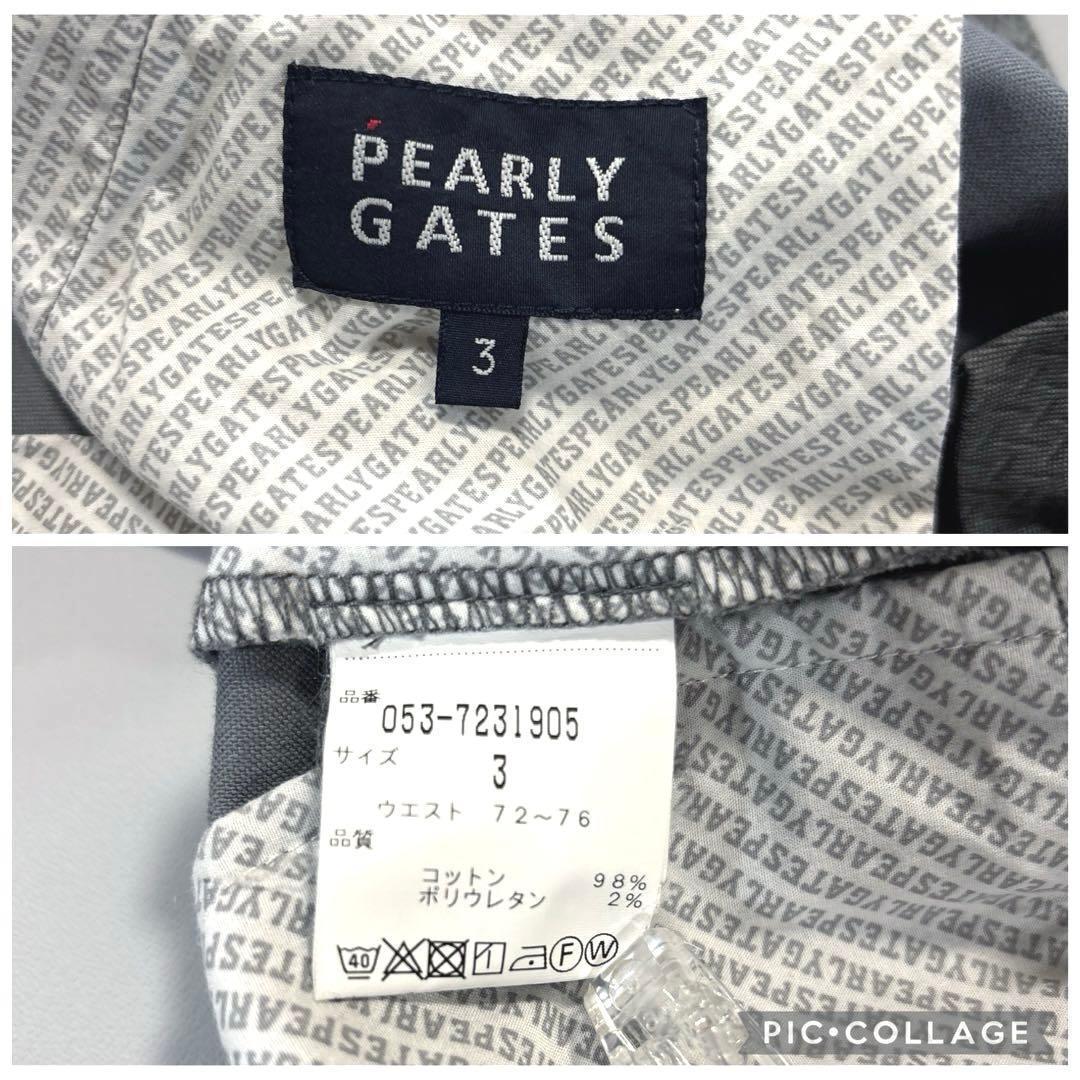 PEARLY
GATES
3
品番
053-7231905
サイズ
3
ウエスト 72～76
品質
コットン 98%
ポリウレタン 2%
40
F W
PIC•COLLAGE